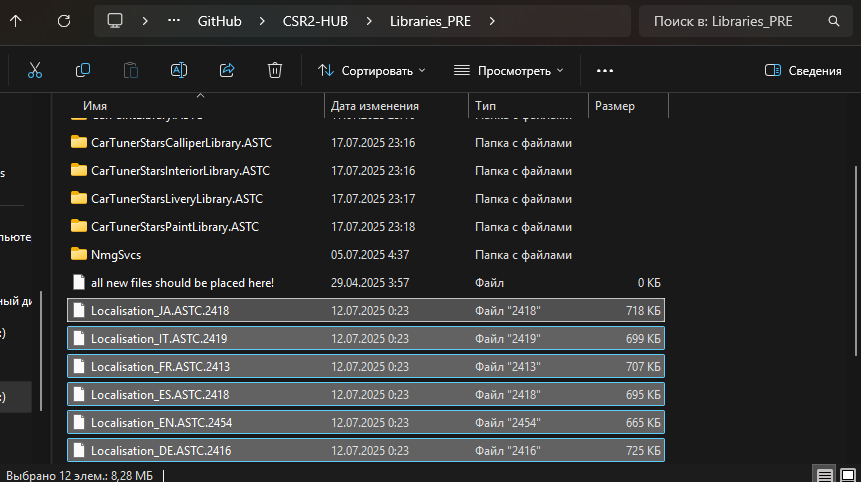 GitHub > CSR2-HUB > Libraries_PRE >
Поиск в: Libraries_PRE
Сортировать
Просмотреть
Сведения
Имя Дата изменения Тип Размер
CarTunerStarsCalliperLibrary.ASTC 17.07.2025 23:16 Папка с файлами
CarTunerStarsInteriorLibrary.ASTC 17.07.2025 23:16 Папка с файлами
CarTunerStarsLiveryLibrary.ASTC 17.07.2025 23:17 Папка с файлами
CarTunerStarsPaintLibrary.ASTC 17.07.2025 23:18 Папка с файлами
NmgSvcs 05.07.2025 4:37 Папка с файлами
all new files should be placed here! 29.04.2025 3:57 Файл 0 КБ
Localisation_JA.ASTC.2418 12.07.2025 0:23 Файл "2418" 718 КБ
Localisation_IT.ASTC.2419 12.07.2025 0:23 Файл "2419" 699 КБ
Localisation_FR.ASTC.2413 12.07.2025 0:23 Файл "2413" 707 КБ
Localisation_ES.ASTC.2418 12.07.2025 0:23 Файл "2418" 695 КБ
Localisation_EN.ASTC.2454 12.07.2025 0:23 Файл "2454" 665 КБ
Localisation_DE.ASTC.2416 12.07.2025 0:23 Файл "2416" 725 КБ
Выбрано 12 элем.: 8,28 МБ